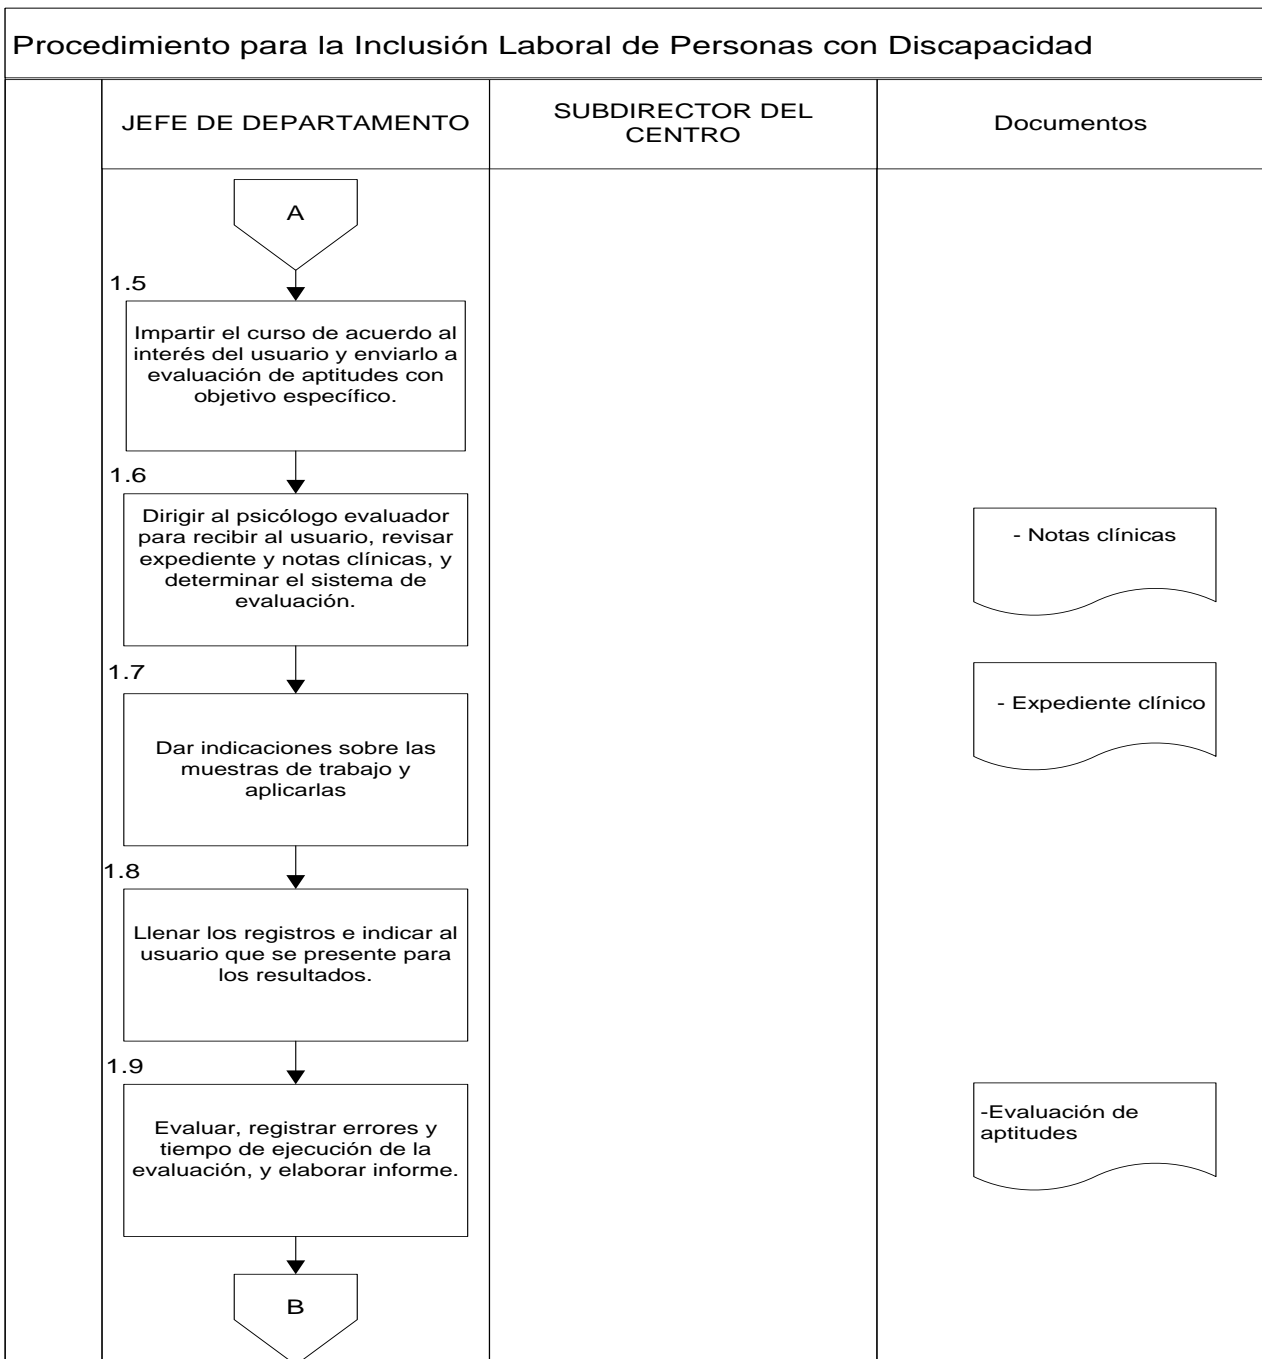 Procedimiento para la Inclusión Laboral de Personas con Discapacidad
JEFE DE DEPARTAMENTO
SUBDIRECTOR DEL
CENTRO
Documentos
A
1.5
Impartir el curso de acuerdo al
interés del usuario y enviarlo a
evaluación de aptitudes con
objetivo específico.
1.6
Dirigir al psicólogo evaluador
para recibir al usuario, revisar
expediente y notas clínicas, y
determinar el sistema de
evaluación.
- Notas clínicas
1.7
Dar indicaciones sobre las
muestras de trabajo y
aplicarlas
- Expediente clínico
1.8
Llenar los registros e indicar al
usuario que se presente para
los resultados.
1.9
Evaluar, registrar errores y
tiempo de ejecución de la
evaluación, y elaborar informe.
-Evaluación de
aptitudes
B